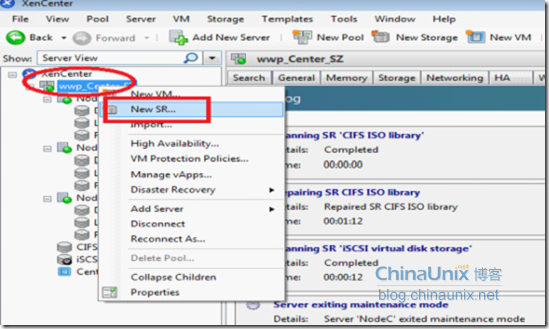 XenCenter
File View Pool Server VM Storage Templates Tools Window Help
Back Forward Add New Server New Pool New Storage New VM
Show: Server View wwp_Center_SZ
XenCenter Search General Memory Storage Networking HA W
wwp_Center
Nod
New VM...
New SR...
Import...
High Availability...
VM Protection Policies...
Manage vApps...
Disaster Recovery
Add Server
Disconnect
Reconnect As...
Delete Pool...
Collapse Children
Properties
Nod
Nod
CIFS
iSCS
Cent
og
anning SR 'CIFS ISO library'
etails: Completed
me: 00:00:00
epairing SR CIFS ISO library
etails: Repaired SR CIFS ISO library
me: 00:01:12
anning SR 'iSCSI virtual disk storage'
etails: Completed
me: 00:00:12
Server exiting maintenance mode
Details: Server 'NodeC' exited maintenance mode
ChinaUnix 博客
blog.chinaunix.net